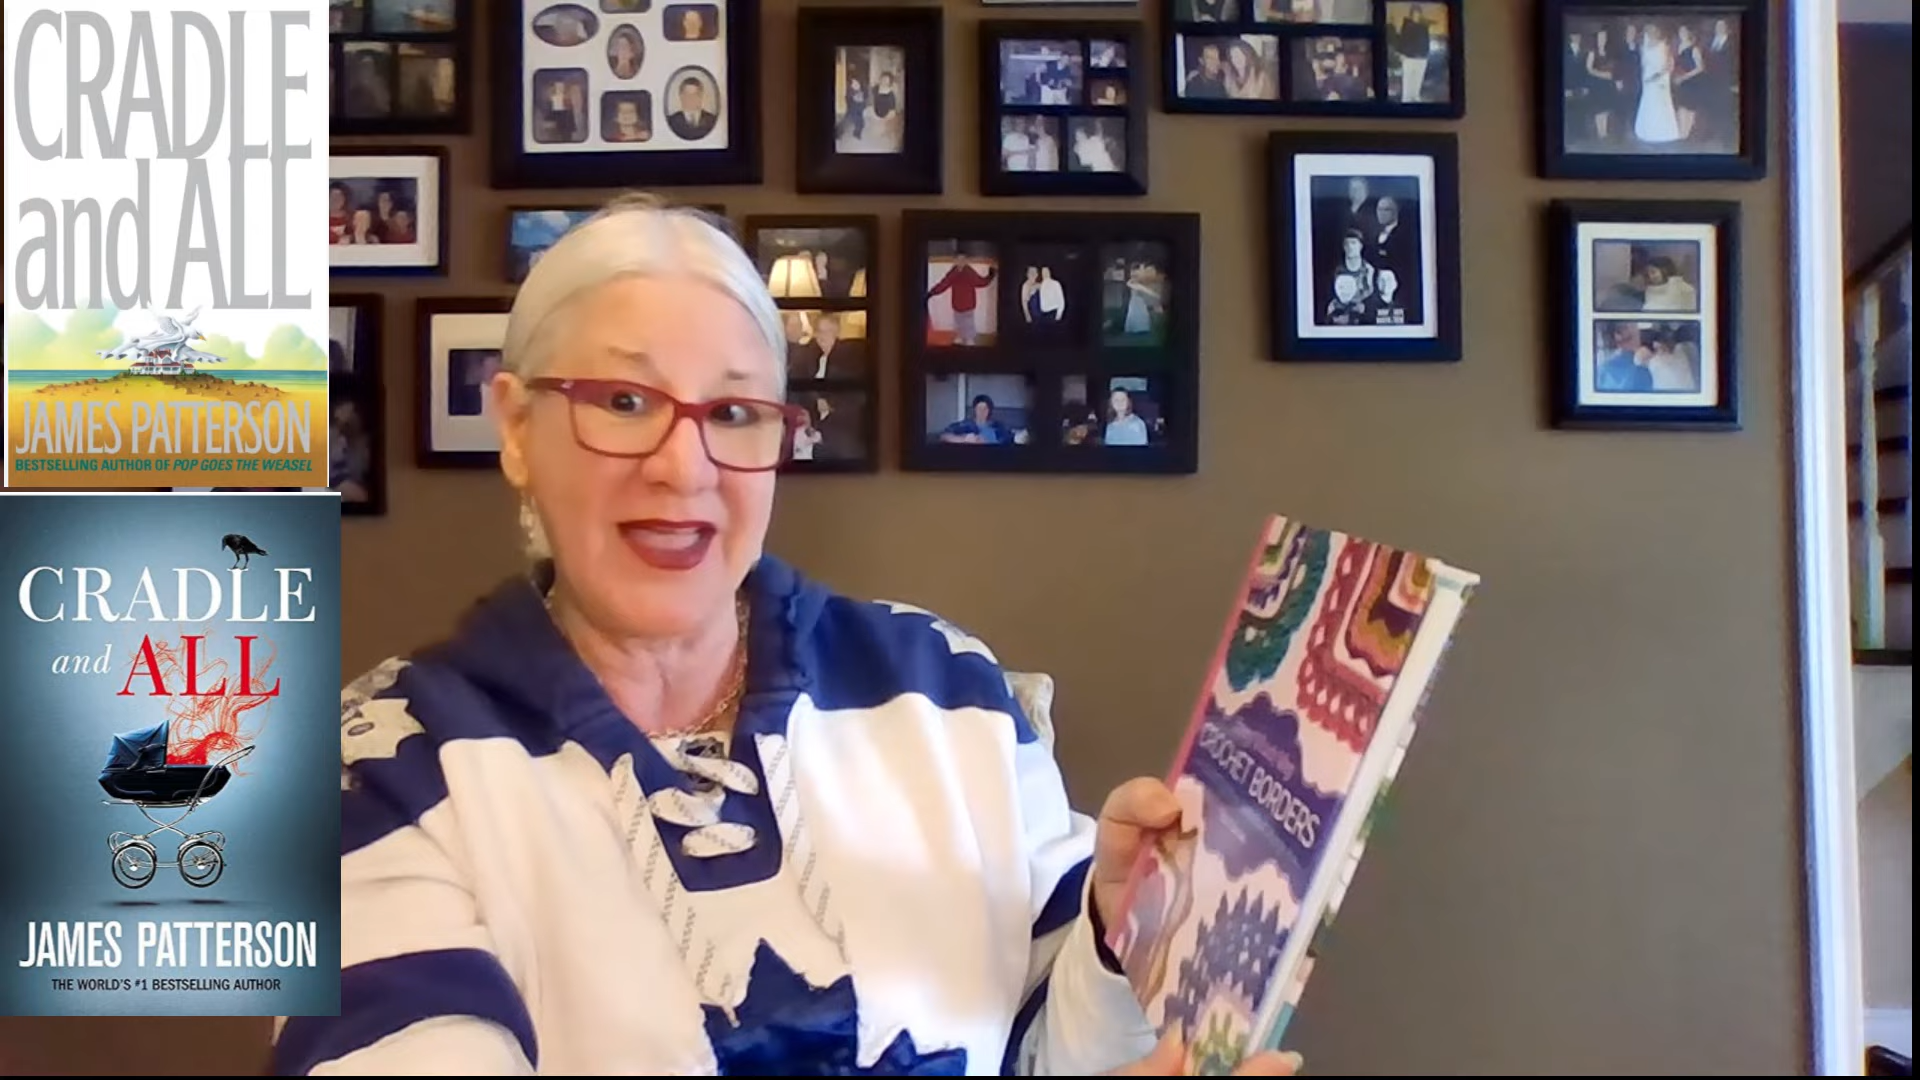 CRADLE
and ALL
JAMES PATTERSON
BESTSELLING AUTHOR OF POP GOES THE WEASEL
CRADLE
and ALL
JAMES PATTERSON
THE WORLD'S #1 BESTSELLING AUTHOR
CROCHET BORDERS